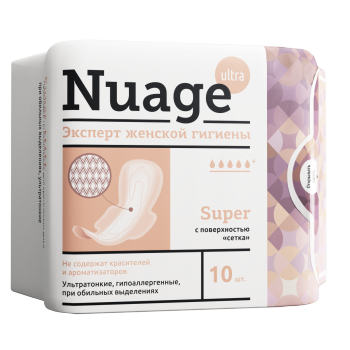 ultra
Nuage
Эксперт женской гигиены
Super
с поверхностью
«сетка»
Не содержат красителей
и ароматизаторов
Ультратонкие, гипоаллергенные,
при обильных выделениях
10 шт.